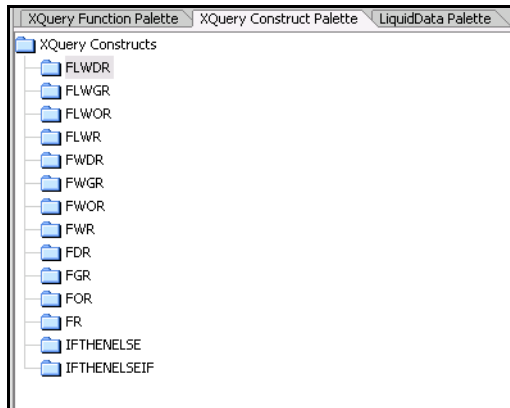 XQuery Function Palette XQuery Construct Palette LiquidData Palette
XQuery Constructs
FLWDR
FLWGR
FLWOR
FLWR
FWDR
FWGR
FWOR
FWR
FDR
FGR
FOR
FR
IFTHENELSE
IFTHENELSEIF